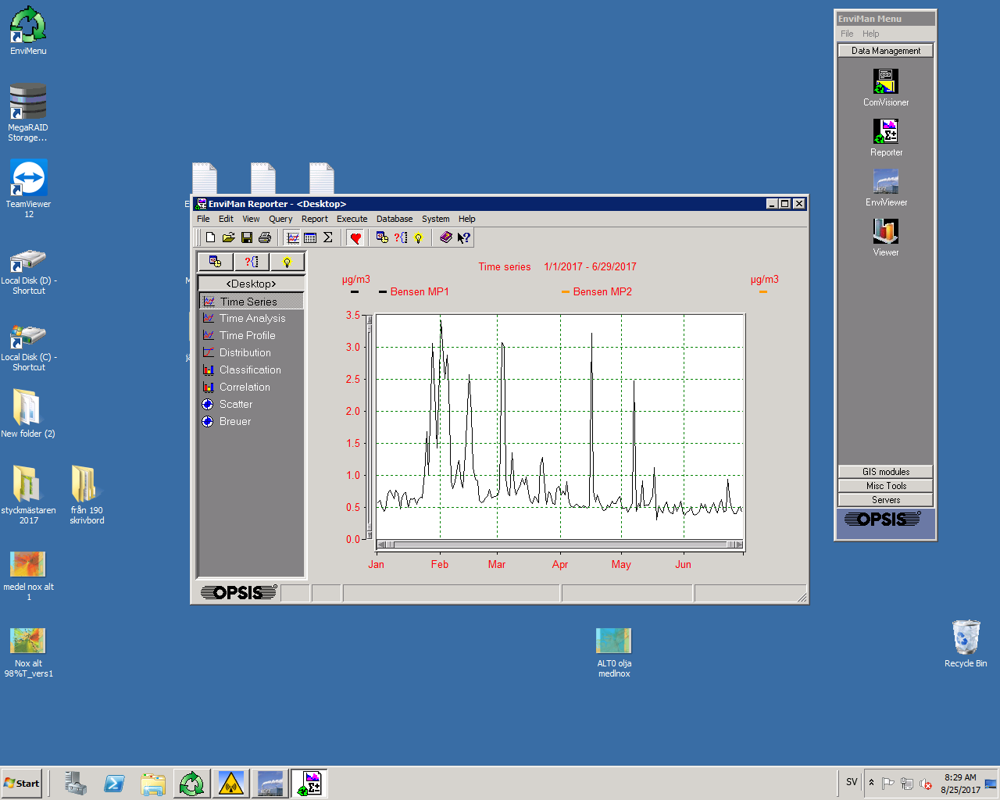 EnviMenu
MegaRAID
Storage...
TeamViewer
12
Local Disk (D) -
Shortcut
Local Disk (C) -
Shortcut
New folder (2)
styckmästaren
2017
från 190
skrivbord
medel nox alt
1
Nox alt
98%T_vers1
EnviMan Reporter - <Desktop>
File Edit View Query Report Execute Database System Help
<Desktop>
Time Series
Time Analysis
Time Profile
Distribution
Classification
Correlation
Scatter
Breuer
Time series 1/1/2017 - 6/29/2017
µg/m3 µg/m3
Bensen MP1 Bensen MP2
3.5
3.0
2.5
2.0
1.5
1.0
0.5
0.0
Jan Feb Mar Apr May Jun
OPSIS
ALT0 olja
medlnox
EnviMan Menu
File Help
Data Management
ComVisioner
Reporter
EnviViewer
Viewer
GIS modules
Misc Tools
Servers
OPSIS
Recycle Bin
Start
SV
8:29 AM
8/25/2017